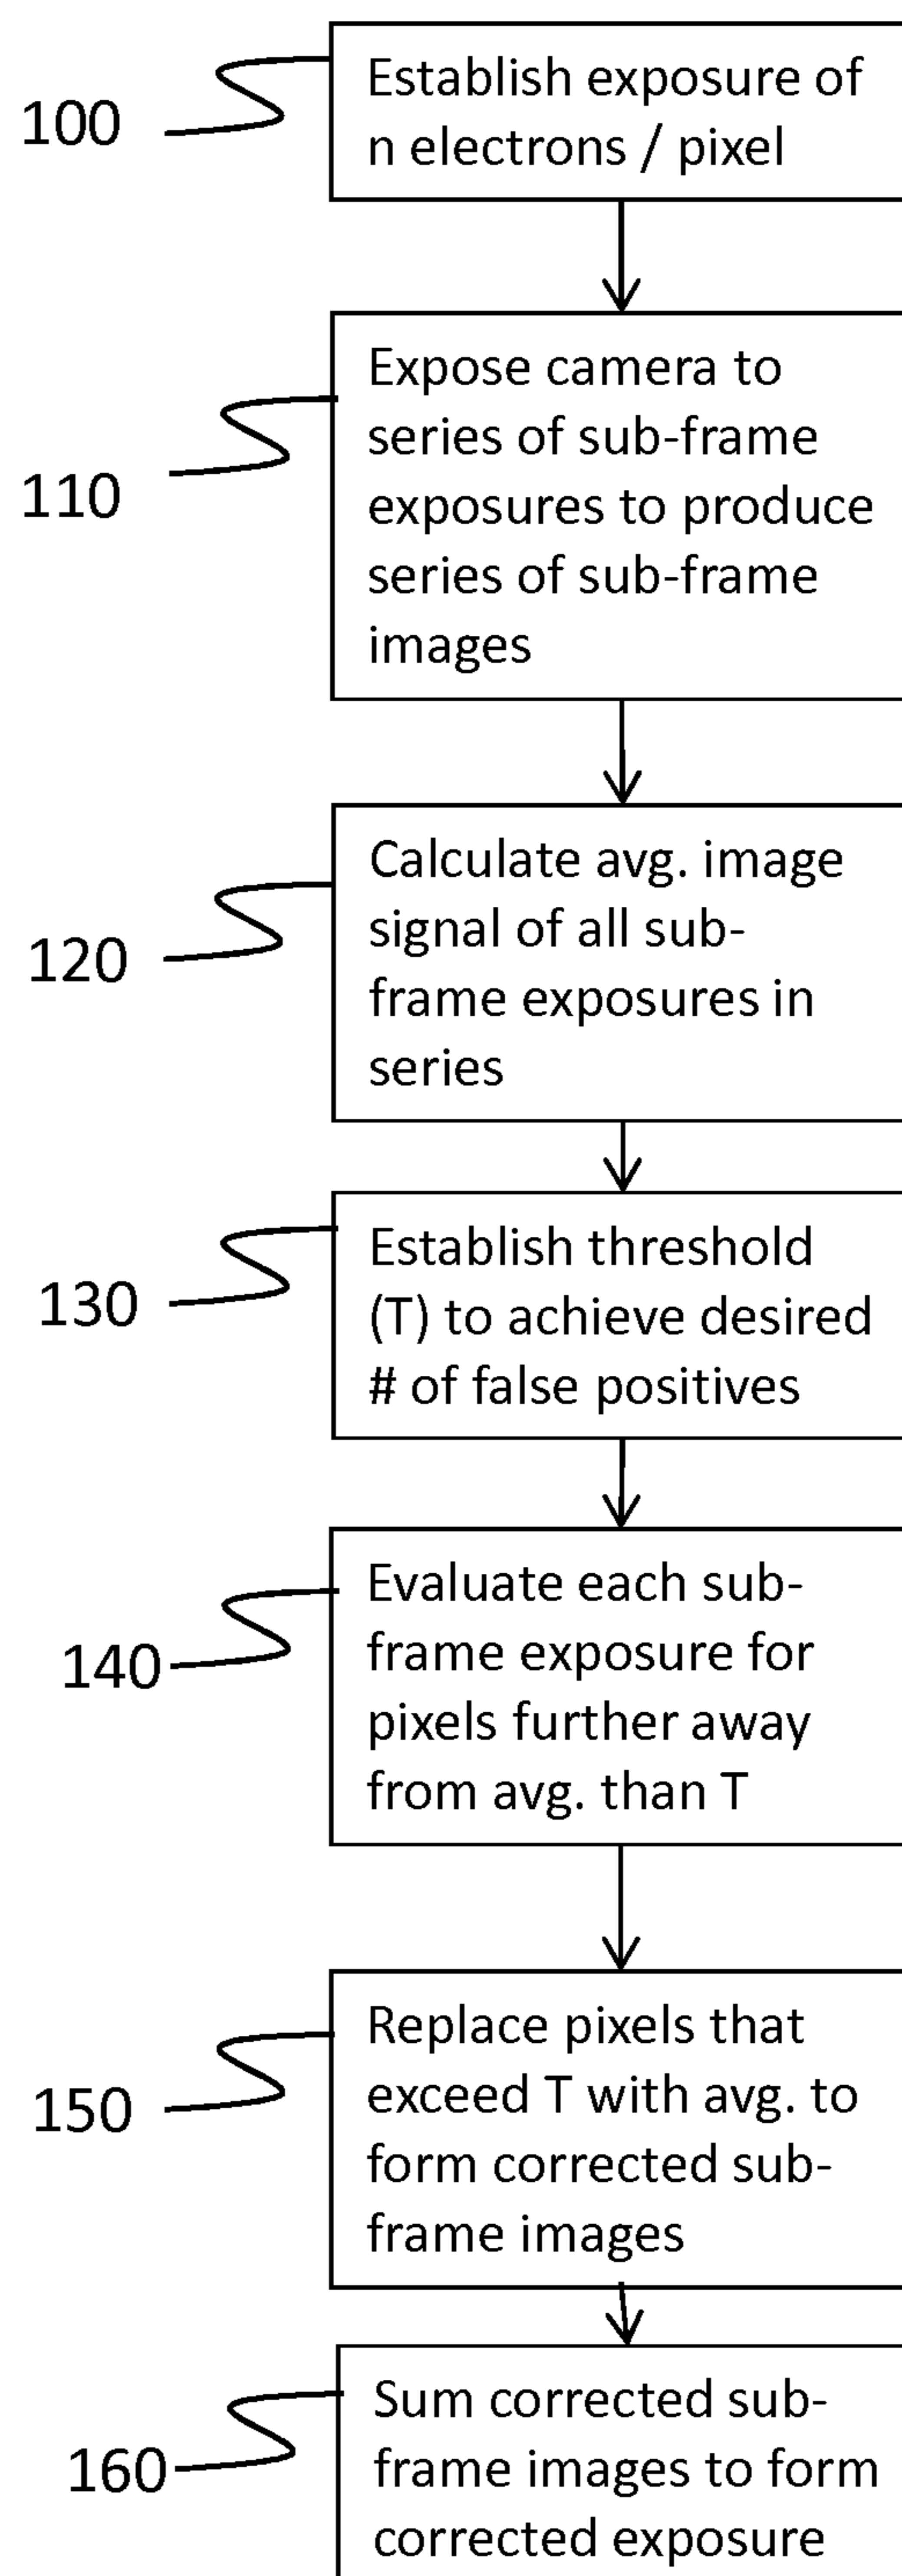 100
Establish exposure of
n electrons / pixel
110
Expose camera to
series of sub-frame
exposures to produce
series of sub-frame
images
120
Calculate avg. image
signal of all sub-
frame exposures in
series
130
Establish threshold
(T) to achieve desired
# of false positives
140
Evaluate each sub-
frame exposure for
pixels further away
from avg. than T
150
Replace pixels that
exceed T with avg. to
form corrected sub-
frame images
160
Sum corrected sub-
frame images to form
corrected exposure